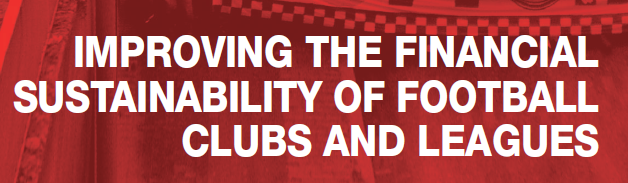 IMPROVING THE FINANCIAL
SUSTAINABILITY OF FOOTBALL
CLUBS AND LEAGUES